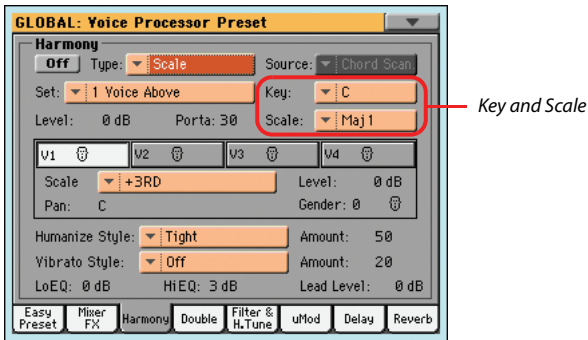 GLOBAL: Voice Processor Preset
Harmony
Off Type: Scale Source: Chord Scan
Set: 1 Voice Above Key: C
Key and Scale
Level: 0 dB Porta: 30 Scale: Maj1
V1 V2 V3 V4
Scale +3RD Level: 0 dB
Pan: C Gender: 0
Humanize Style: Tight Amount: 50
Vibrato Style: Off Amount: 20
LoEQ: 0 dB HiEQ: 3 dB Lead Level: 0 dB
Easy Preset Mixer FX Harmony Double Filter & H.Tune uMod Delay Reverb